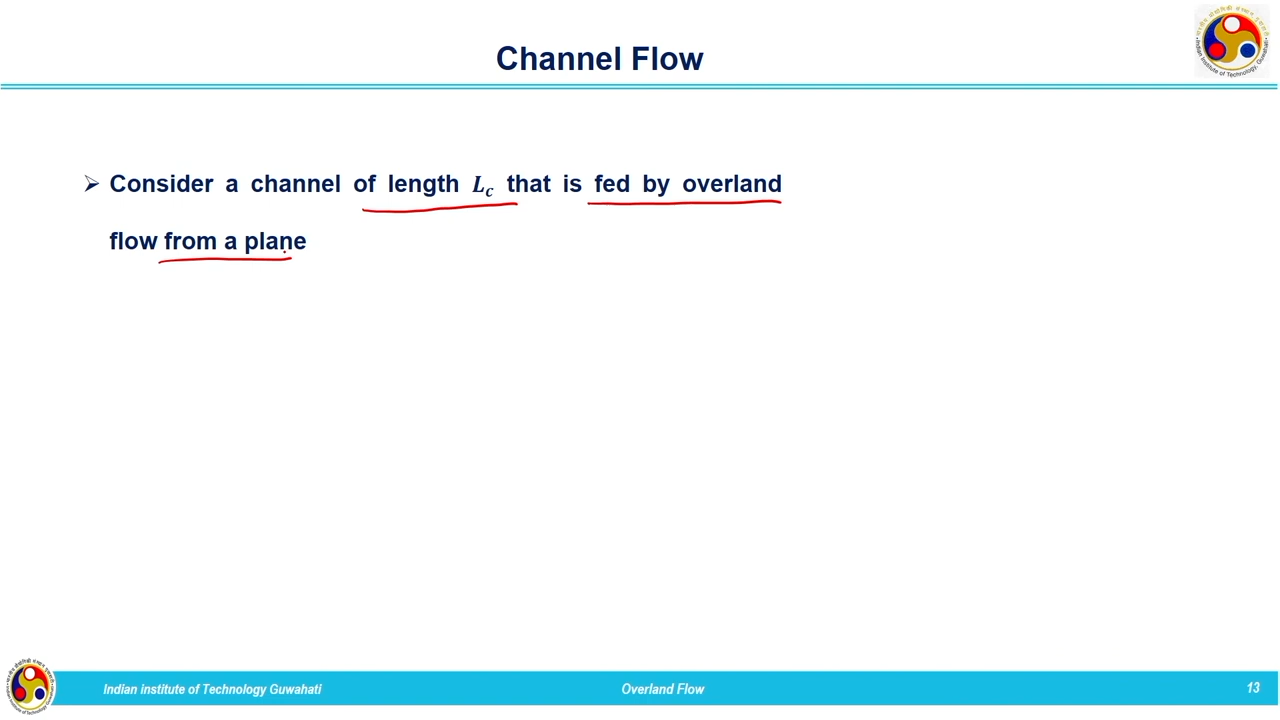 Channel Flow
➢ Consider a channel of length L_c that is fed by overland
flow from a plane
Indian institute of Technology Guwahati
Overland Flow
13